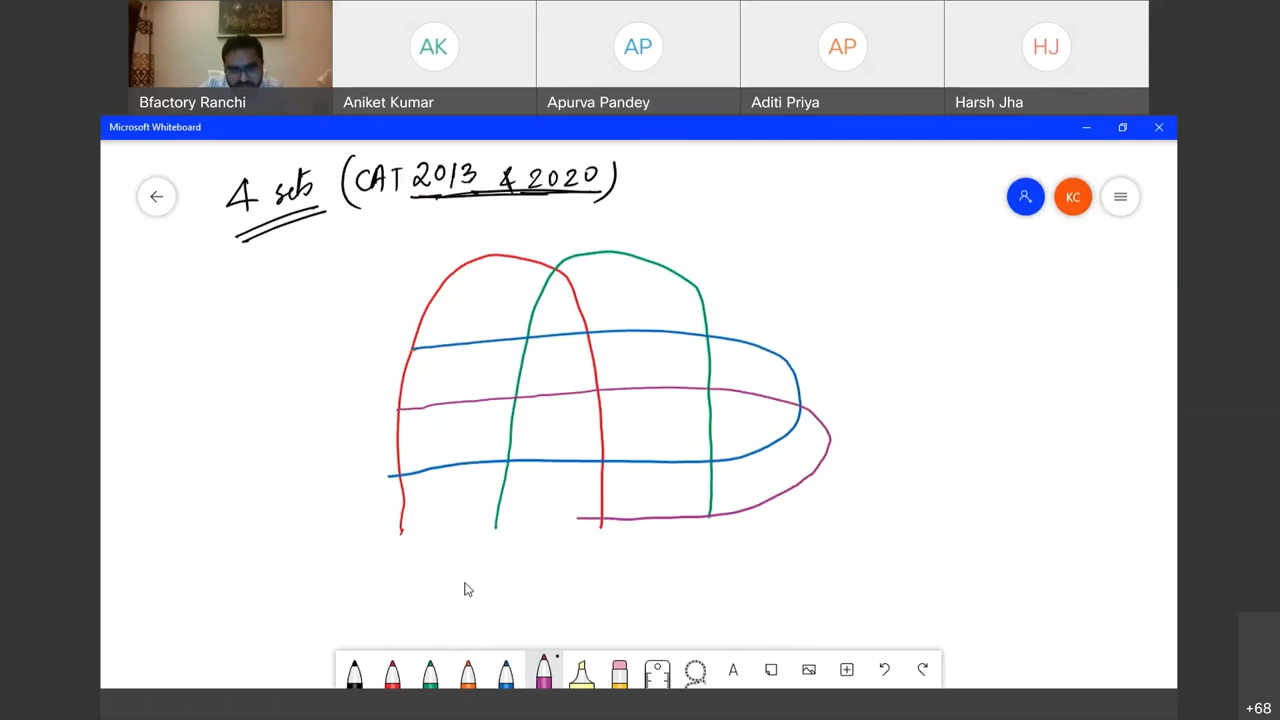 AK
AP
AP
HJ
Bfactory Ranchi
Aniket Kumar
Apurva Pandey
Aditi Priya
Harsh Jha
Microsoft Whiteboard
4 sets (CAT 2013 & 2020)
KC
A
+68